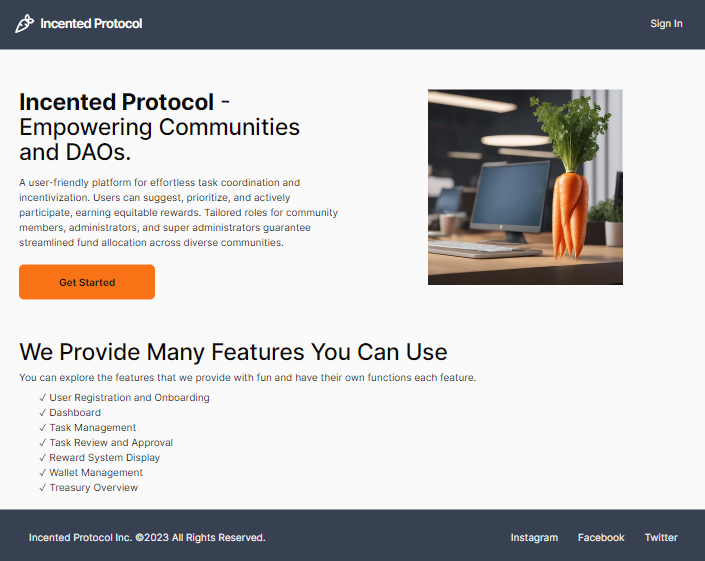 Incented Protocol
Sign In
Incented Protocol -
Empowering Communities
and DAOs.
A user-friendly platform for effortless task coordination and
incentivization. Users can suggest, prioritize, and actively
participate, earning equitable rewards. Tailored roles for community
members, administrators, and super administrators guarantee
streamlined fund allocation across diverse communities.
Get Started
We Provide Many Features You Can Use
You can explore the features that we provide with fun and have their own functions each feature.
✓ User Registration and Onboarding
✓ Dashboard
✓ Task Management
✓ Task Review and Approval
✓ Reward System Display
✓ Wallet Management
✓ Treasury Overview
Incented Protocol Inc. ©2023 All Rights Reserved.
Instagram Facebook Twitter